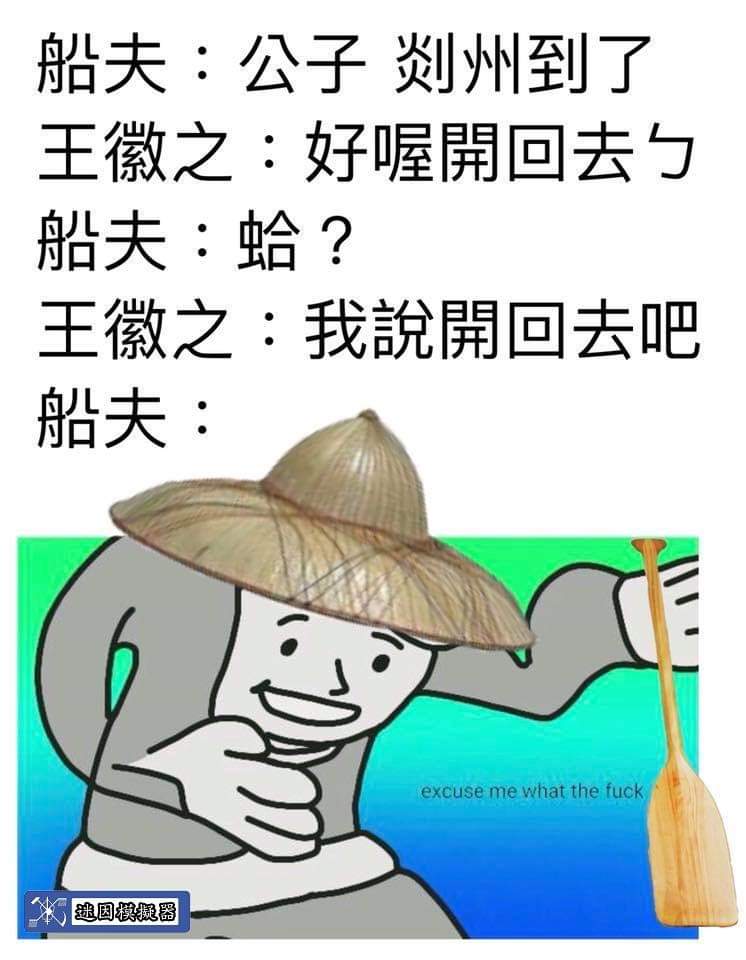 船夫：公子 剡州到了
王徽之：好喔開回去ㄅ
船夫：蛤？
王徽之：我說開回去吧
船夫：
excuse me what the fuck
迷因模擬器